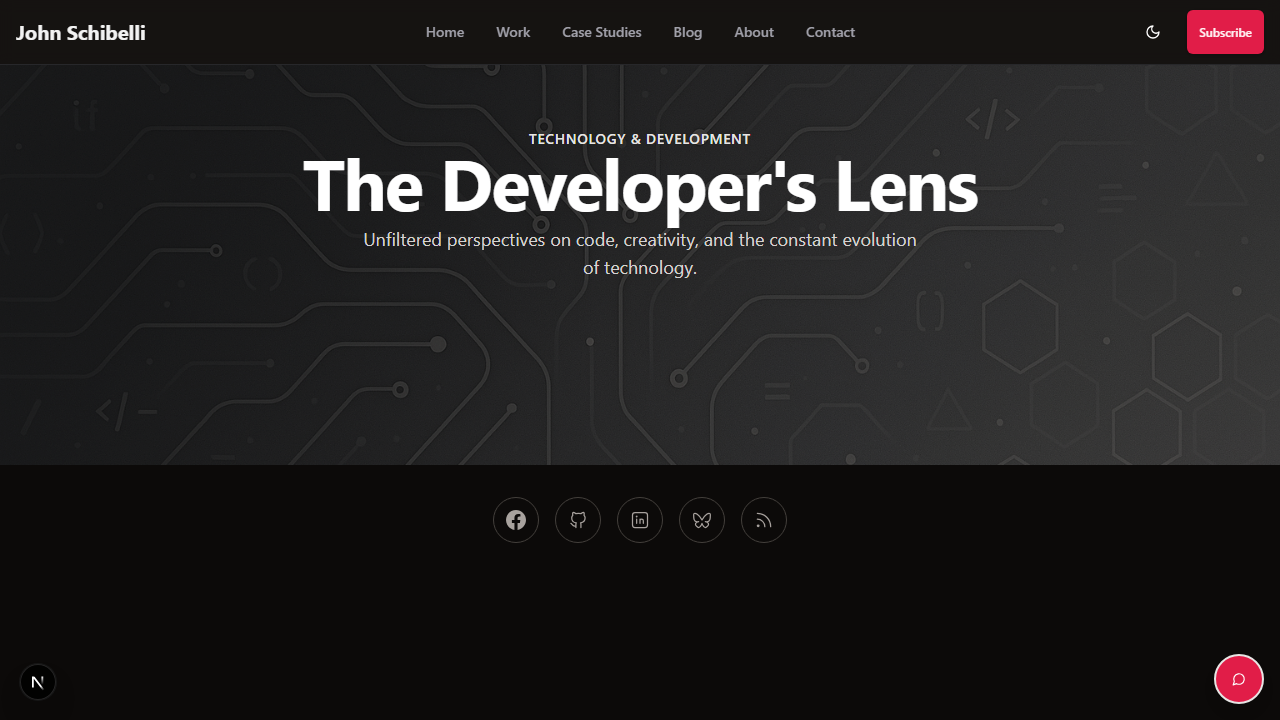 John Schibelli
Home
Work
Case Studies
Blog
About
Contact
Subscribe
TECHNOLOGY & DEVELOPMENT
The Developer's Lens
Unfiltered perspectives on code, creativity, and the constant evolution
of technology.